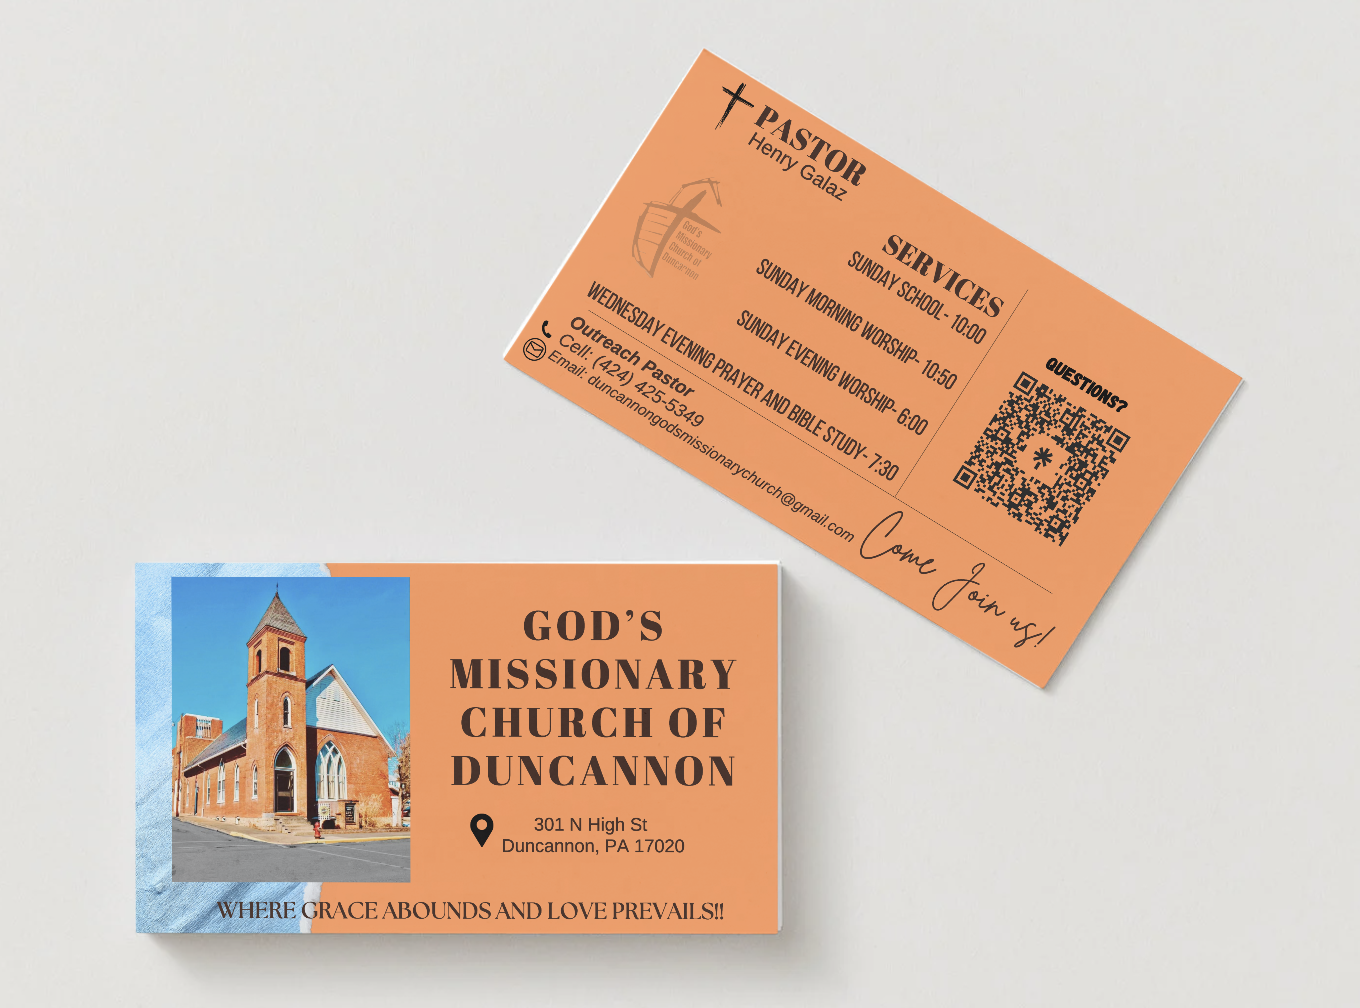 PASTOR
Henry Galaz
God's
Missionary
Church of
Duncannon
SERVICES
SUNDAY SCHOOL- 10:00
SUNDAY MORNING WORSHIP- 10:50
SUNDAY EVENING WORSHIP- 6:00
WEDNESDAY EVENING PRAYER AND BIBLE STUDY- 7:30
Outreach Pastor
Cell: (424) 425-5349
Email: duncannongodsmissionarychurch@gmail.com
QUESTIONS?
Come Join us!
GOD'S
MISSIONARY
CHURCH OF
DUNCANNON
301 N High St
Duncannon, PA 17020
WHERE GRACE ABOUNDS AND LOVE PREVAILS!!